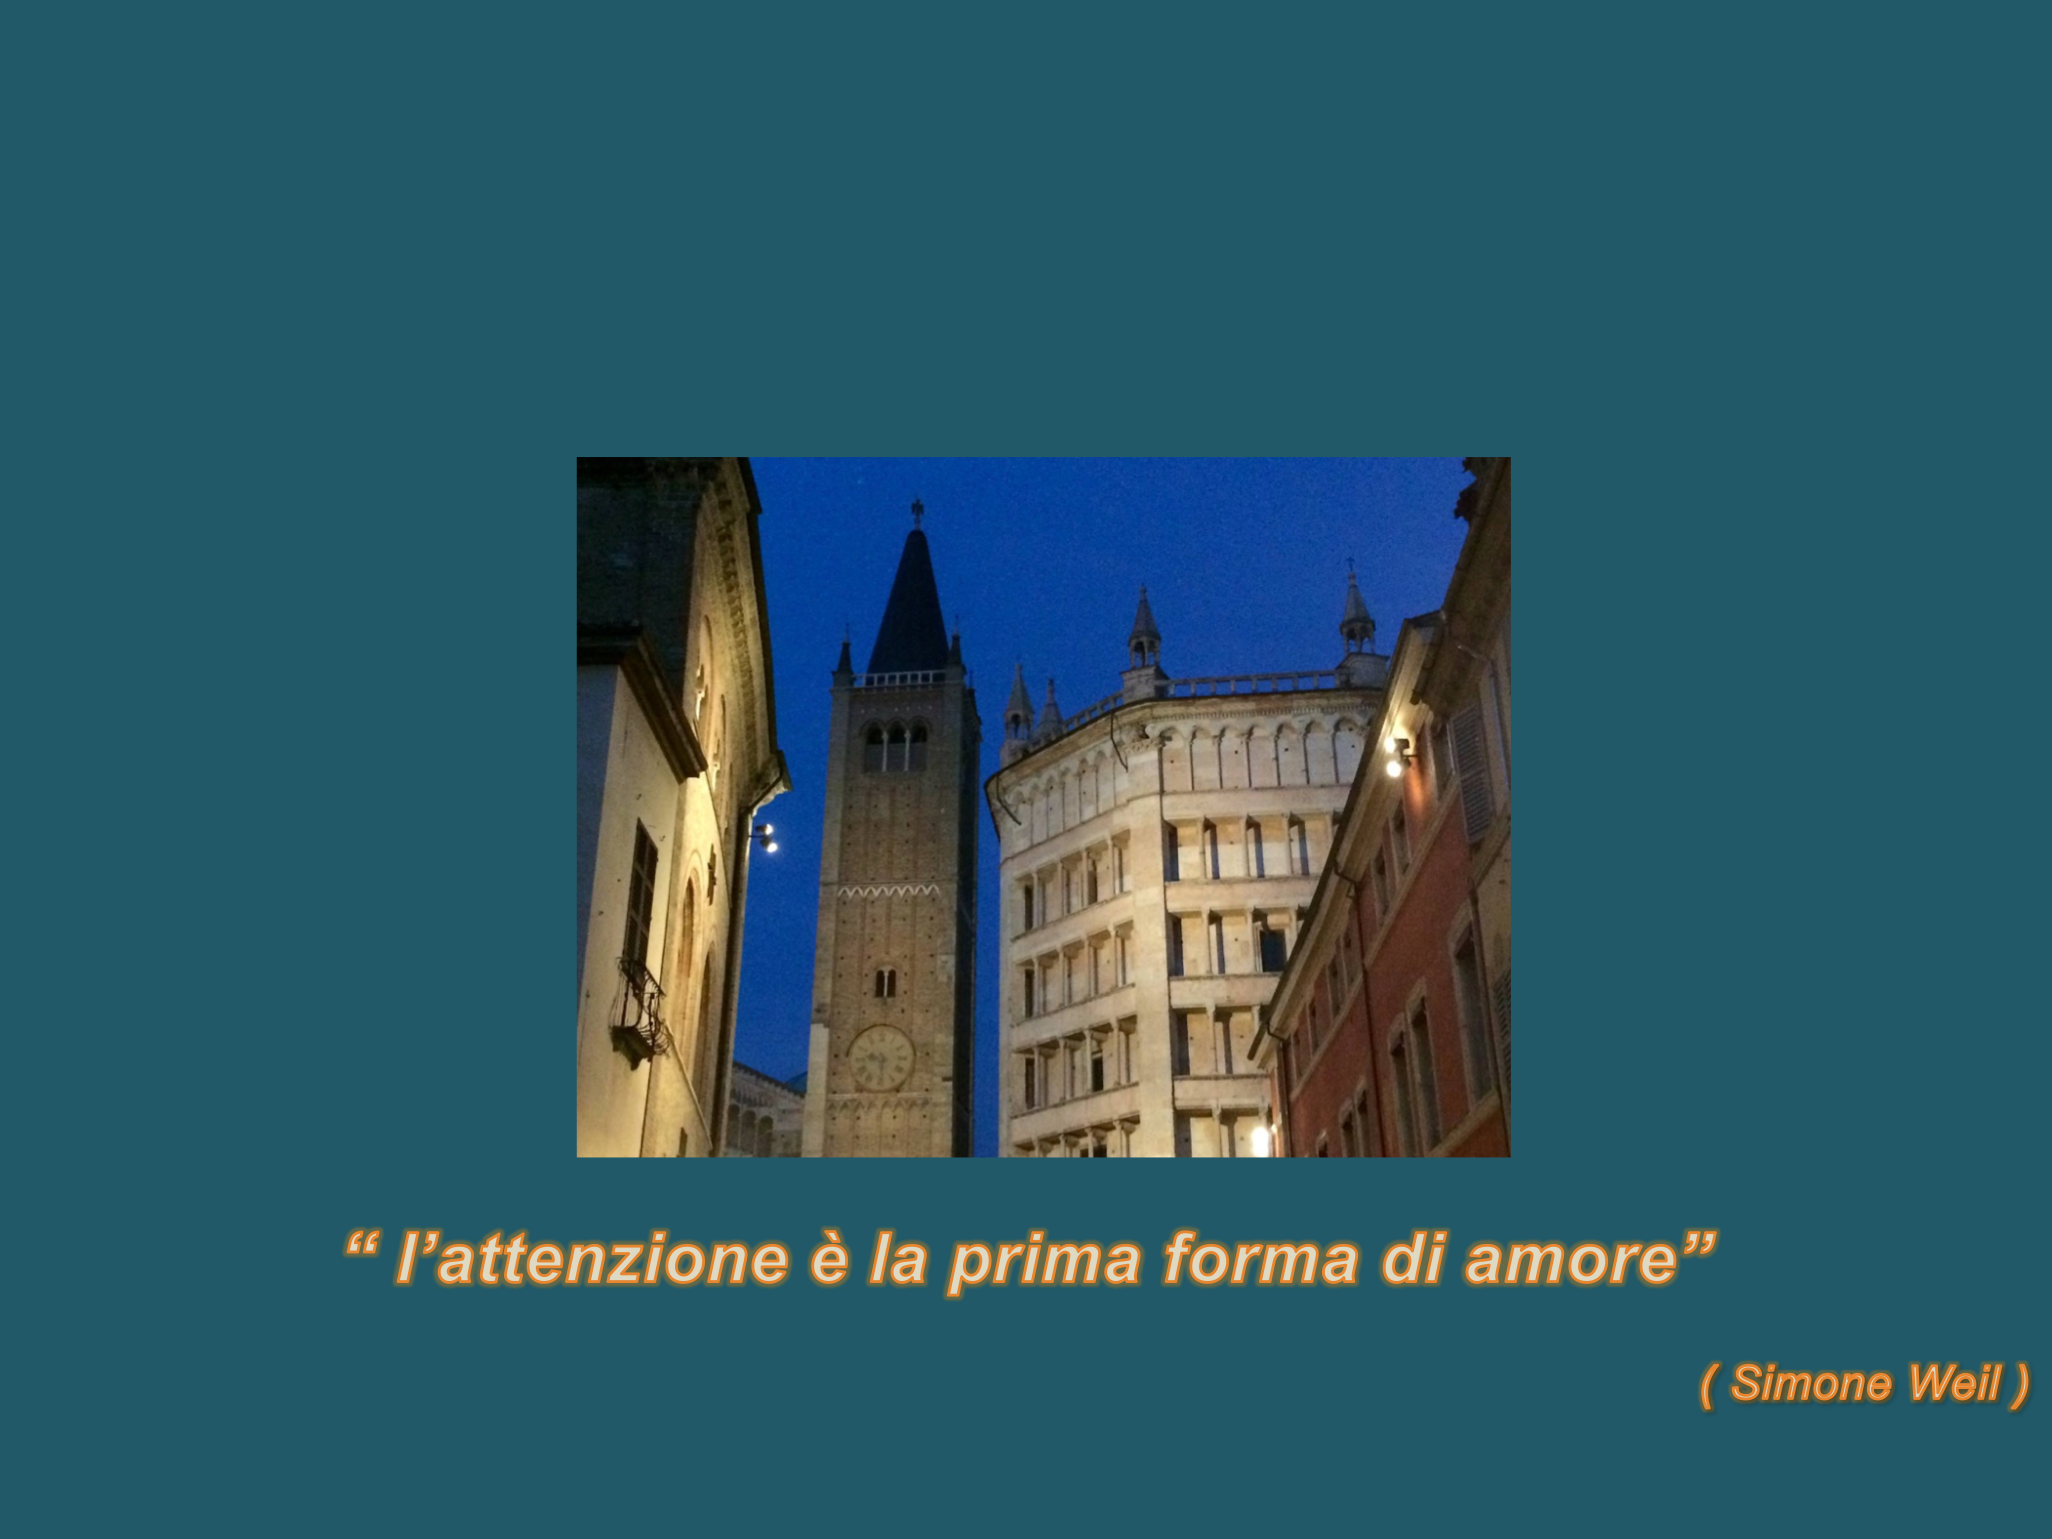 “ l’attenzione è la prima forma di amore”
( Simone Weil )